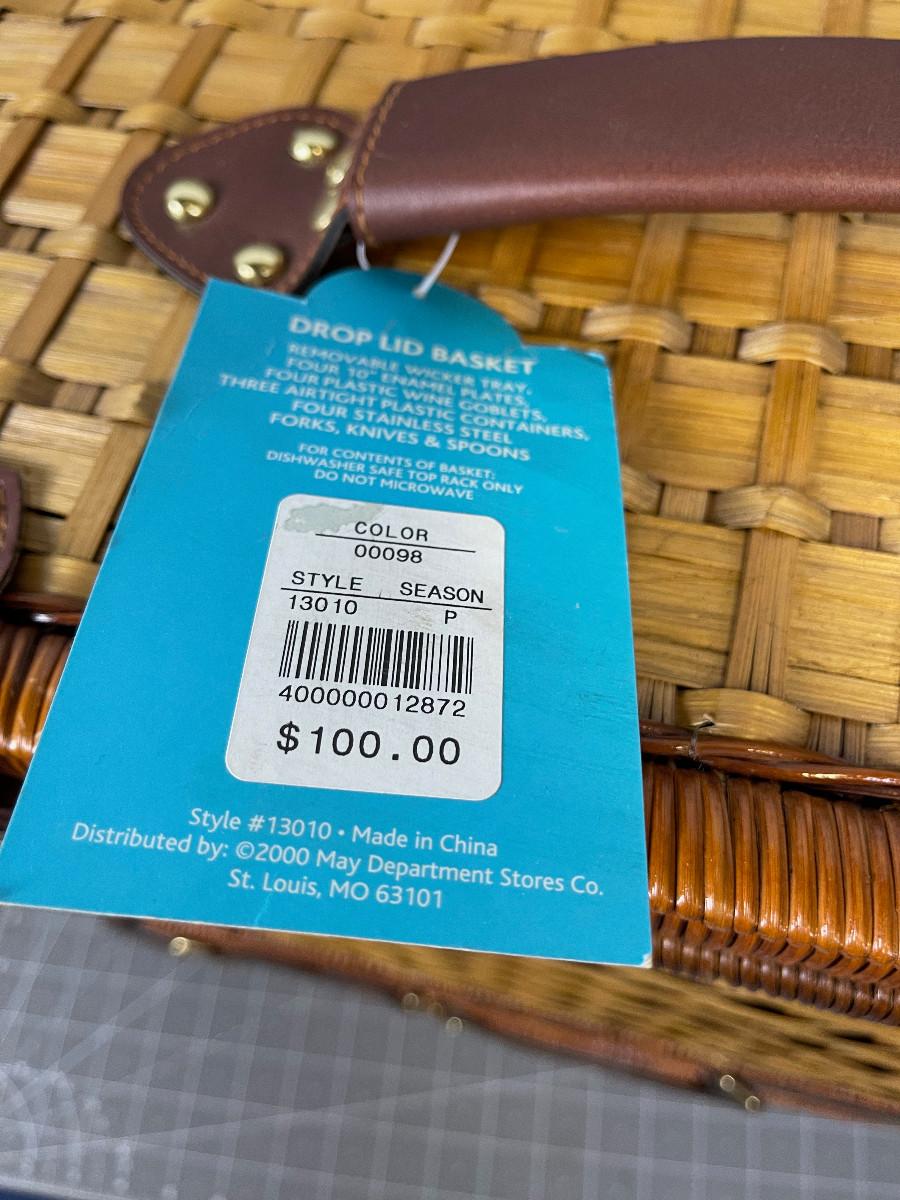 DROP LID BASKET
REMOVABLE WICKER TRAY,
FOUR 10" ENAMEL PLATES,
FOUR PLASTIC WINE GOBLETS,
THREE AIRTIGHT PLASTIC CONTAINERS,
FOUR STAINLESS STEEL
FORKS, KNIVES & SPOONS
FOR CONTENTS OF BASKET:
DISHWASHER SAFE TOP RACK ONLY
DO NOT MICROWAVE
COLOR
00098
STYLE SEASON
13010 P
400000012872
$100.00
Style #13010 • Made in China
Distributed by: ©2000 May Department Stores Co.
St. Louis, MO 63101